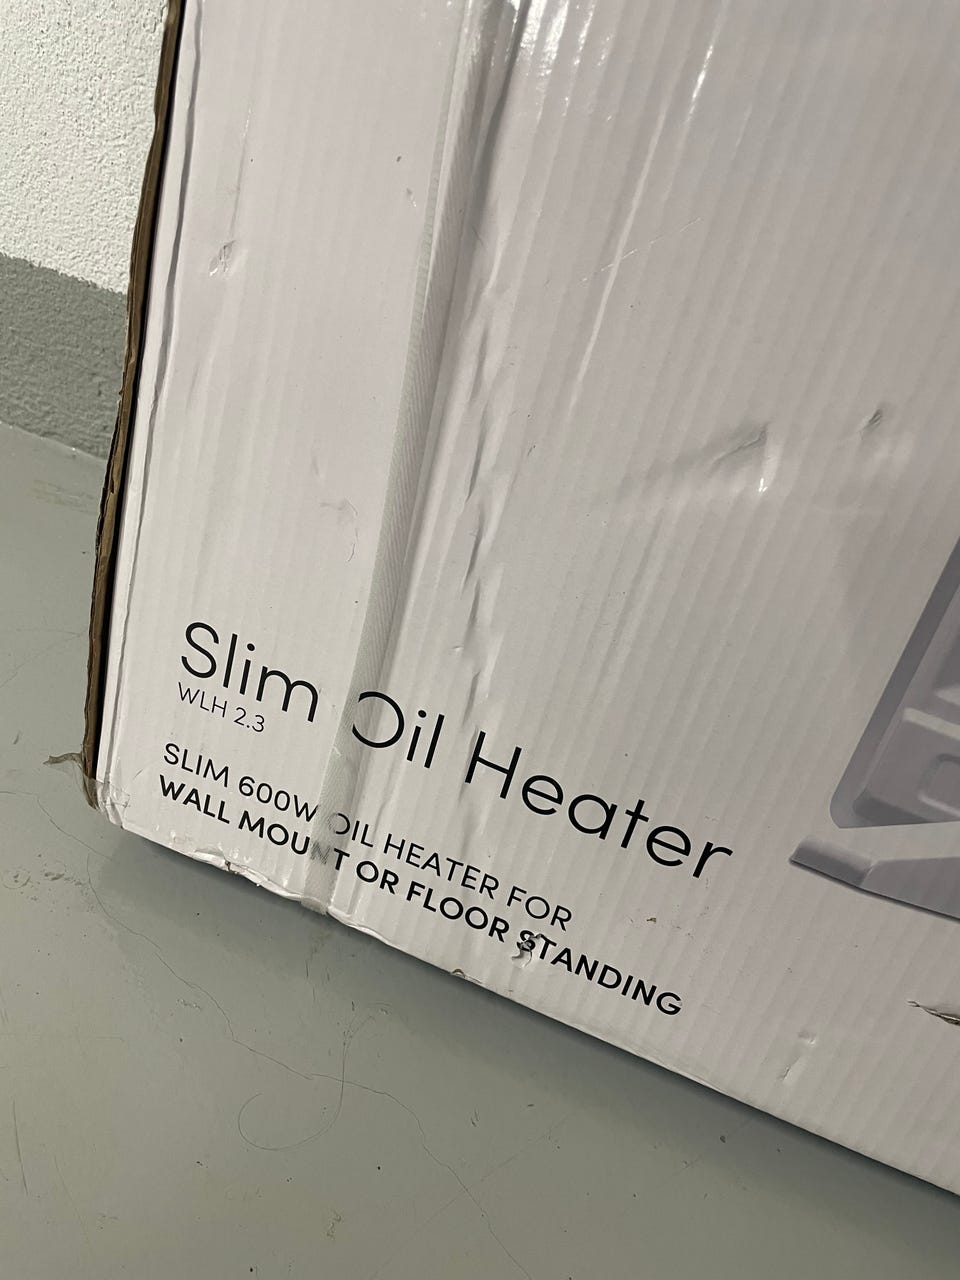 Slim Oil Heater
WLH 2.3
SLIM 600W OIL HEATER FOR
WALL MOUNT OR FLOOR STANDING